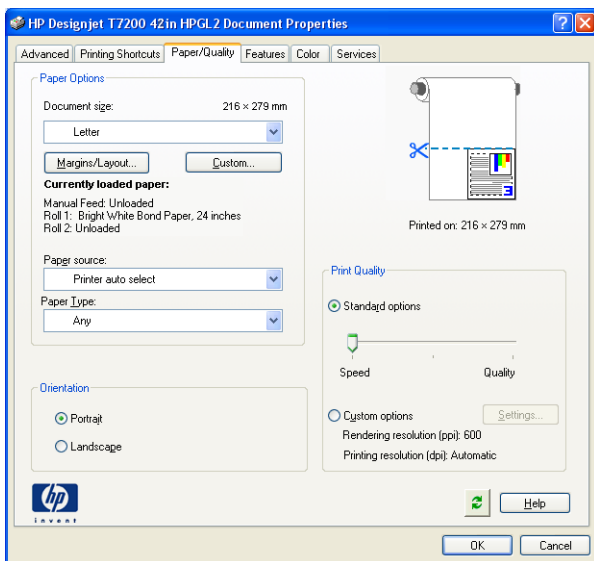 HP Designjet T7200 42in HPGL2 Document Properties
Advanced Printing Shortcuts Paper/Quality Features Color Services
Paper Options
Document size: 216 × 279 mm
Letter
Margins/Layout... Custom...
Currently loaded paper:
Manual Feed: Unloaded
Roll 1: Bright White Bond Paper, 24 inches
Roll 2: Unloaded
Paper source:
Printer auto select
Paper Type:
Any
Orientation
Portrait
Landscape
3
Printed on: 216 × 279 mm
Print Quality
Standard options
Speed Quality
Custom options Settings...
Rendering resolution (ppi): 600
Printing resolution (dpi): Automatic
hp
invent
Help
OK Cancel